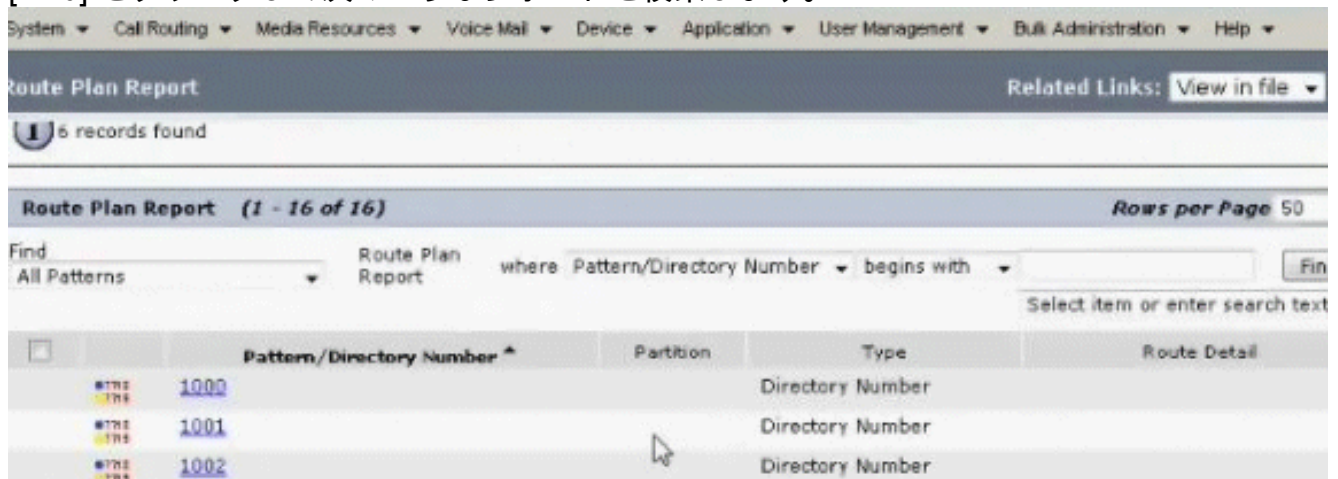 System Call Routing Media Resources Voice Mail Device Application User Management Bulk Administration Help
Route Plan Report Related Links: View in file
6 records found
Route Plan Report (1 - 16 of 16) Rows per Page 50
Find All Patterns Route Plan Report where Pattern/Directory Number begins with Fin
Select item or enter search text
Pattern/Directory Number Partition Type Route Detail
1000 Directory Number
1001 Directory Number
1002 Directory Number